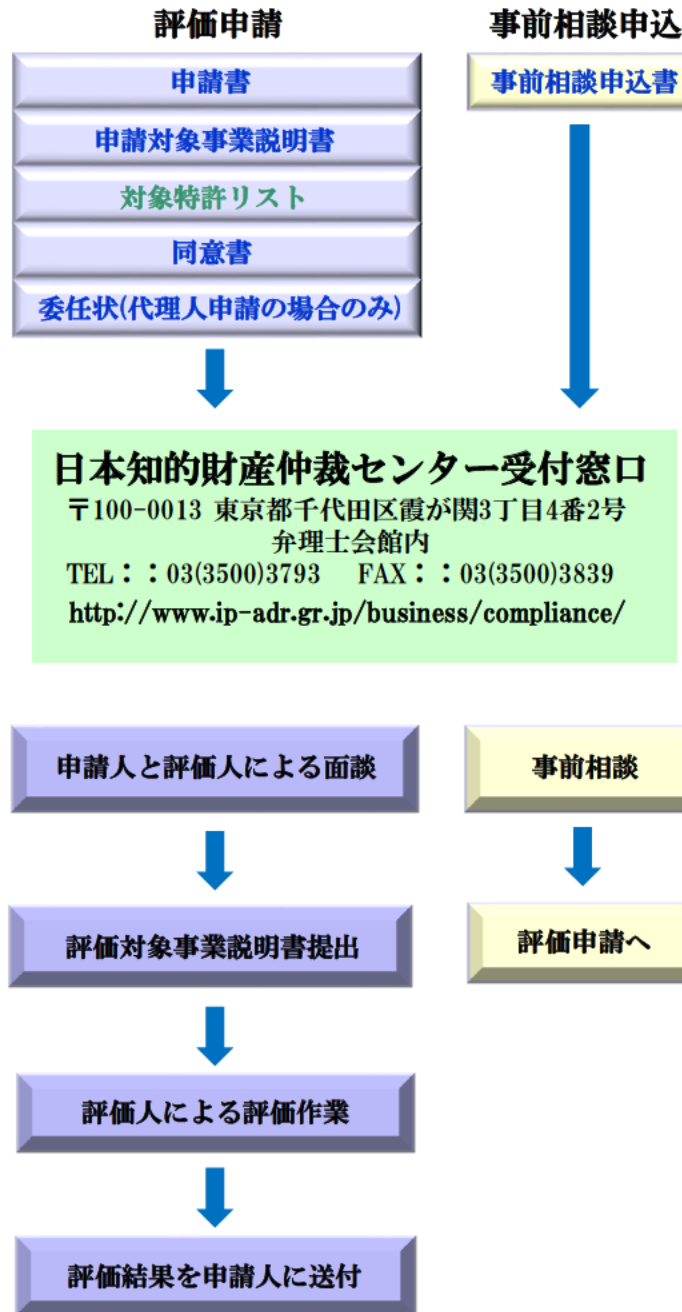 評価申請
申請書
申請対象事業説明書
対象特許リスト
同意書
委任状(代理人申請の場合のみ)
事前相談申込
事前相談申込書
日本知的財産仲裁センター受付窓口
〒100-0013 東京都千代田区霞が関3丁目4番2号
弁理士会館内
TEL：：03(3500)3793 FAX：：03(3500)3839
http://www.ip-adr.gr.jp/business/compliance/
申請人と評価人による面談
評価対象事業説明書提出
評価人による評価作業
評価結果を申請人に送付
事前相談
評価申請へ